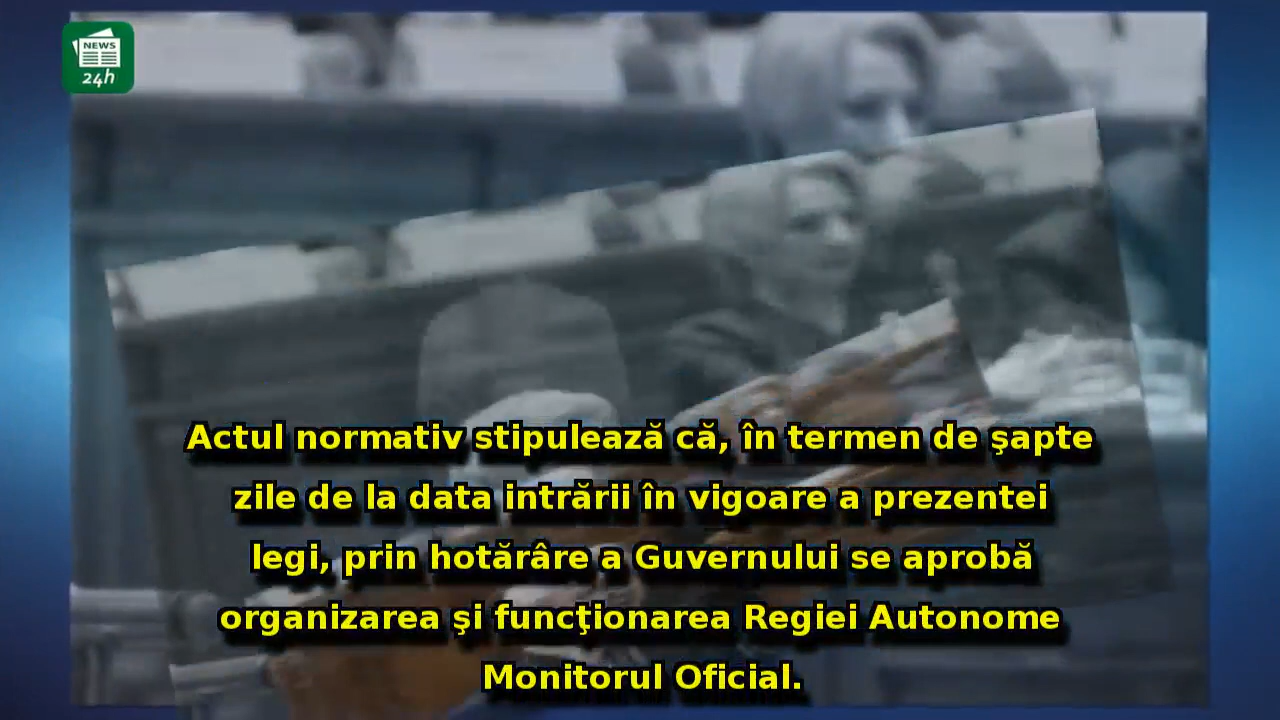 NEWS
24h
Actul normativ stipulează că, în termen de şapte
zile de la data intrării în vigoare a prezentei
legi, prin hotărâre a Guvernului se aprobă
organizarea şi funcţionarea Regiei Autonome
Monitorul Oficial.